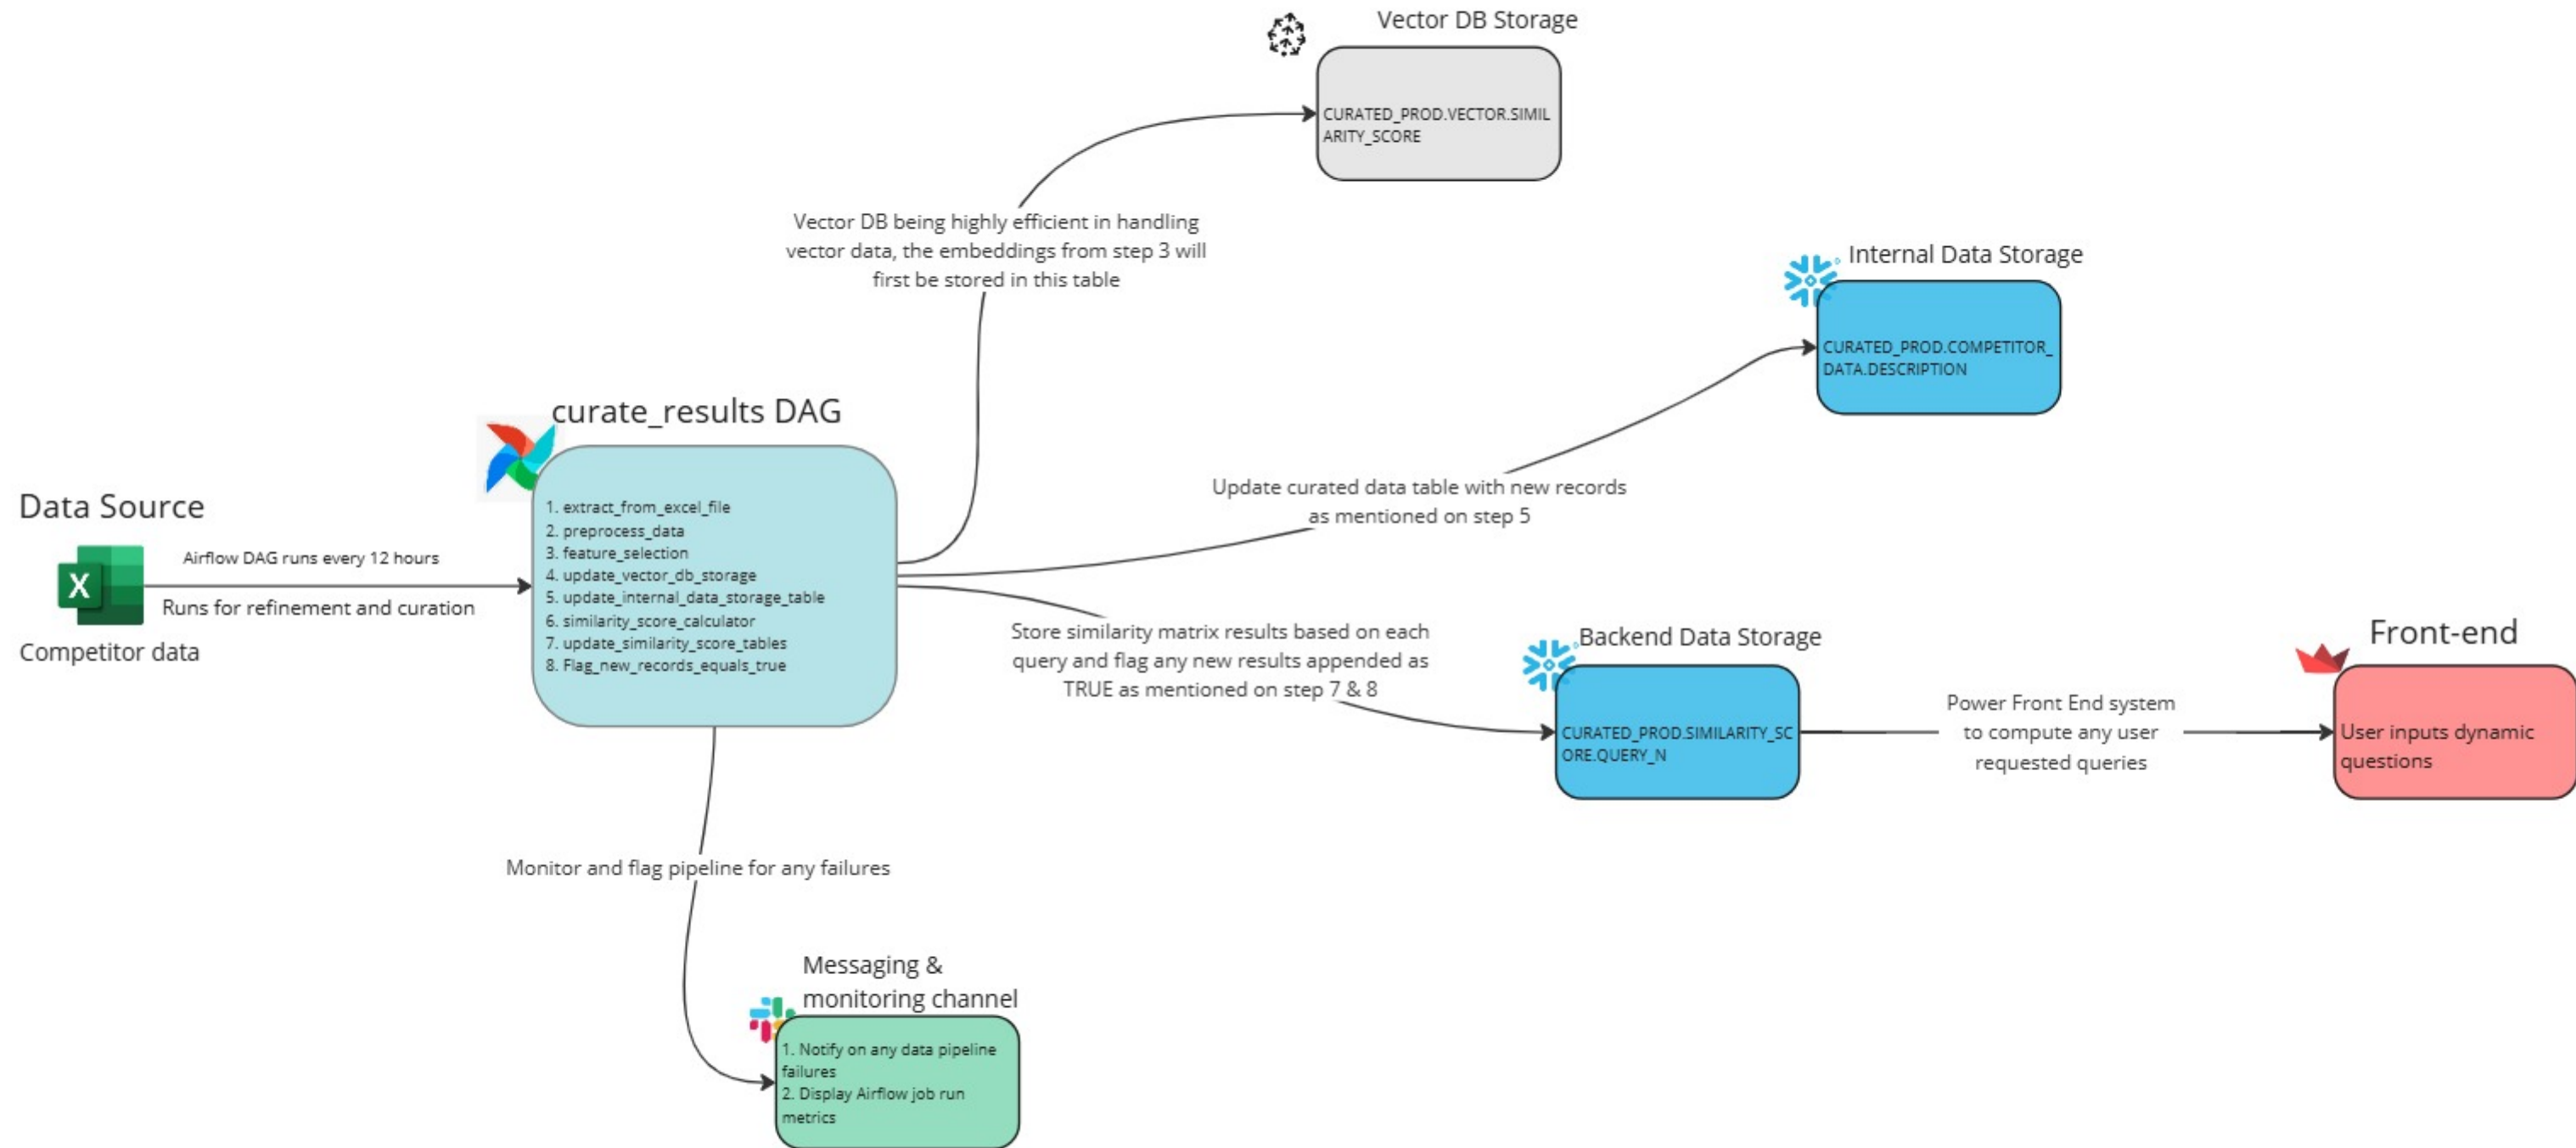 Vector DB Storage
CURATED_PROD.VECTOR.SIMIL
ARITY_SCORE
Vector DB being highly efficient in handling
vector data, the embeddings from step 3 will
first be stored in this table
Internal Data Storage
CURATED_PROD.COMPETITOR_
DATA.DESCRIPTION
Update curated data table with new records
as mentioned on step 5
curate_results DAG
1. extract_from_excel_file
2. preprocess_data
3. feature_selection
4. update_vector_db_storage
5. update_internal_data_storage_table
6. similarity_score_calculator
7. update_similarity_score_tables
8. Flag_new_records_equals_true
Data Source
X
Airflow DAG runs every 12 hours
Runs for refinement and curation
Competitor data
Store similarity matrix results based on each
query and flag any new results appended as
TRUE as mentioned on step 7 & 8
Backend Data Storage
CURATED_PROD.SIMILARITY_SC
ORE.QUERY_N
Power Front End system
to compute any user
requested queries
Front-end
User inputs dynamic
questions
Monitor and flag pipeline for any failures
Messaging &
monitoring channel
1. Notify on any data pipeline
failures
2. Display Airflow job run
metrics